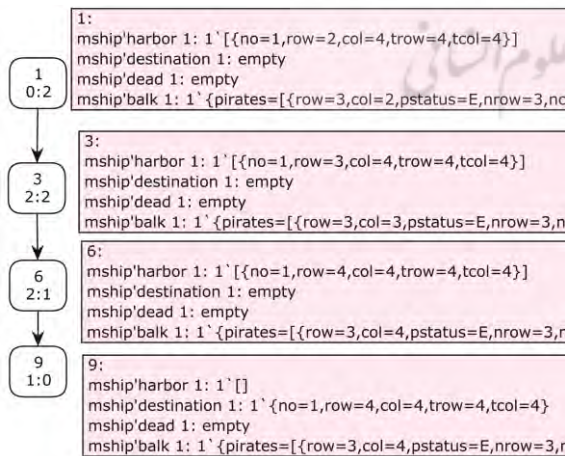 1
0:2
1:
mship'harbor 1: 1`[{no=1,row=2,col=4,trow=4,tcol=4}]
mship'destination 1: empty
mship'dead 1: empty
mship'balk 1: 1`{pirates=[{row=3,col=2,pstatus=E,nrow=3,no
علوم انسانی
3
2:2
3:
mship'harbor 1: 1`[{no=1,row=3,col=4,trow=4,tcol=4}]
mship'destination 1: empty
mship'dead 1: empty
mship'balk 1: 1`{pirates=[{row=3,col=3,pstatus=E,nrow=3,n
6
2:1
6:
mship'harbor 1: 1`[{no=1,row=4,col=4,trow=4,tcol=4}]
mship'destination 1: empty
mship'dead 1: empty
mship'balk 1: 1`{pirates=[{row=3,col=4,pstatus=E,nrow=3,n
9
1:0
9:
mship'harbor 1: 1`[]
mship'destination 1: 1`{no=1,row=4,col=4,trow=4,tcol=4}
mship'dead 1: empty
mship'balk 1: 1`{pirates=[{row=3,col=4,pstatus=E,nrow=3,n